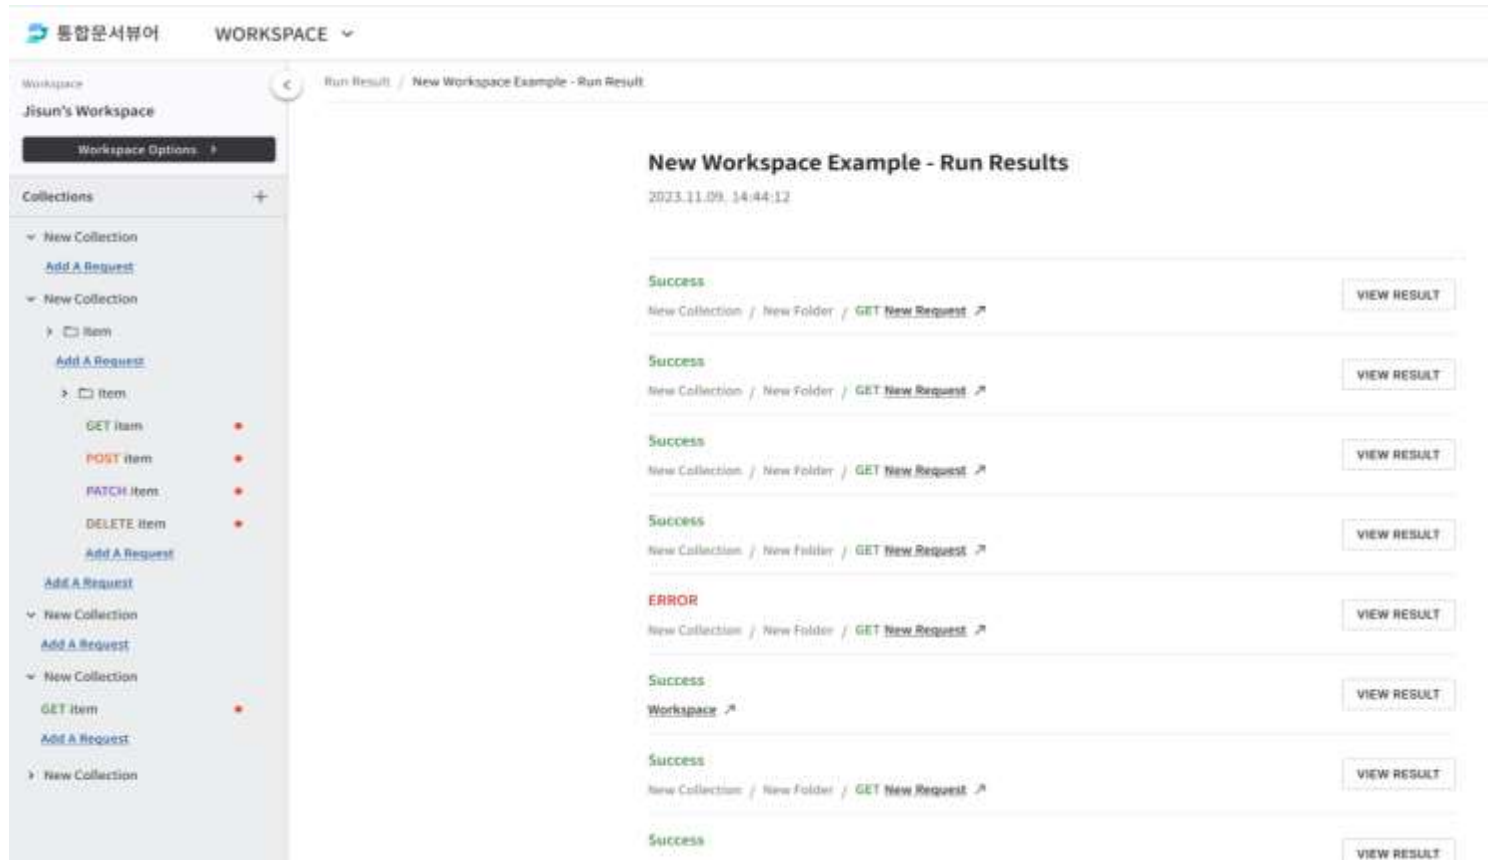 통합문서뷰어 WORKSPACE
Workspace
Jisun's Workspace
Workspace Options
Collections
New Collection
Add A Request
New Collection
Item
Add A Request
Item
GET item
POST item
PATCH item
DELETE item
Add A Request
Add A Request
New Collection
Add A Request
New Collection
GET item
Add A Request
New Collection
Run Result / New Workspace Example - Run Result
New Workspace Example - Run Results
2023.11.09. 14:44:12
Success
New Collection / New Folder / GET New Request
VIEW RESULT
Success
New Collection / New Folder / GET New Request
VIEW RESULT
Success
New Collection / New Folder / GET New Request
VIEW RESULT
Success
New Collection / New Folder / GET New Request
VIEW RESULT
ERROR
New Collection / New Folder / GET New Request
VIEW RESULT
Success
Workspace
VIEW RESULT
Success
New Collection / New Folder / GET New Request
VIEW RESULT
Success
VIEW RESULT